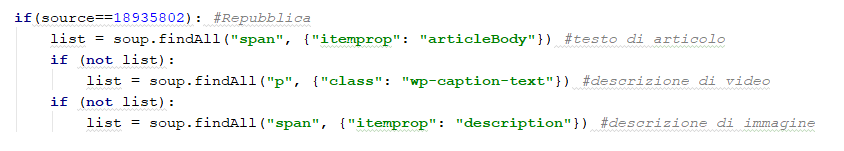 if(source==18935802): #Repubblica
    list = soup.findAll("span", {"itemprop": "articleBody"}) #testo di articolo
    if (not list):
        list = soup.findAll("p", {"class": "wp-caption-text"}) #descrizione di video
    if (not list):
        list = soup.findAll("span", {"itemprop": "description"}) #descrizione di immagine